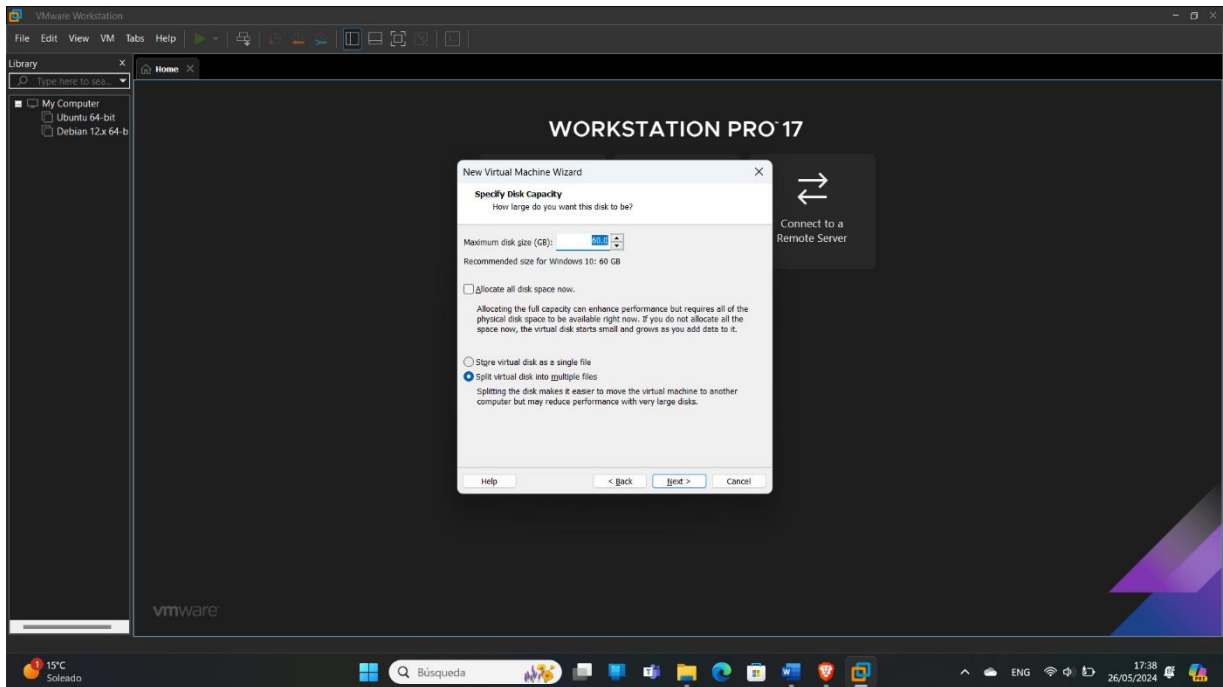 VMware Workstation
File Edit View VM Tabs Help
Library X
Home X
Type here to sea...
My Computer
Ubuntu 64-bit
Debian 12.x 64-b
WORKSTATION PRO™ 17
New Virtual Machine Wizard
Specify Disk Capacity
How large do you want this disk to be?
Maximum disk size (GB): 60.0
Recommended size for Windows 10: 60 GB
Allocate all disk space now.
Allocating the full capacity can enhance performance but requires all of the
physical disk space to be available right now. If you do not allocate all the
space now, the virtual disk starts small and grows as you add data to it.
Store virtual disk as a single file
Split virtual disk into multiple files
Splitting the disk makes it easier to move the virtual machine to another
computer but may reduce performance with very large disks.
Help < Back Next > Cancel
Connect to a
Remote Server
vmware
1 15°C
Soleado
Búsqueda
ENG
17:38
26/05/2024